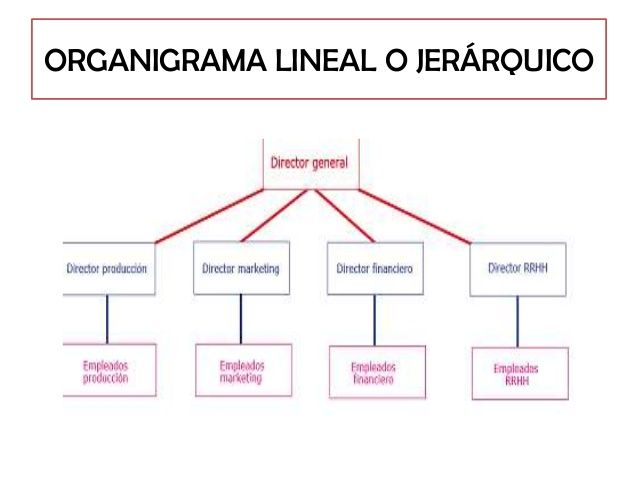 ORGANIGRAMA LINEAL O JERÁRQUICO
Director general
Director producción
Director marketing
Director financiero
Director RRHH
Empleados
producción
Empleados
marketing
Empleados
financiero
Empleados
RRHH